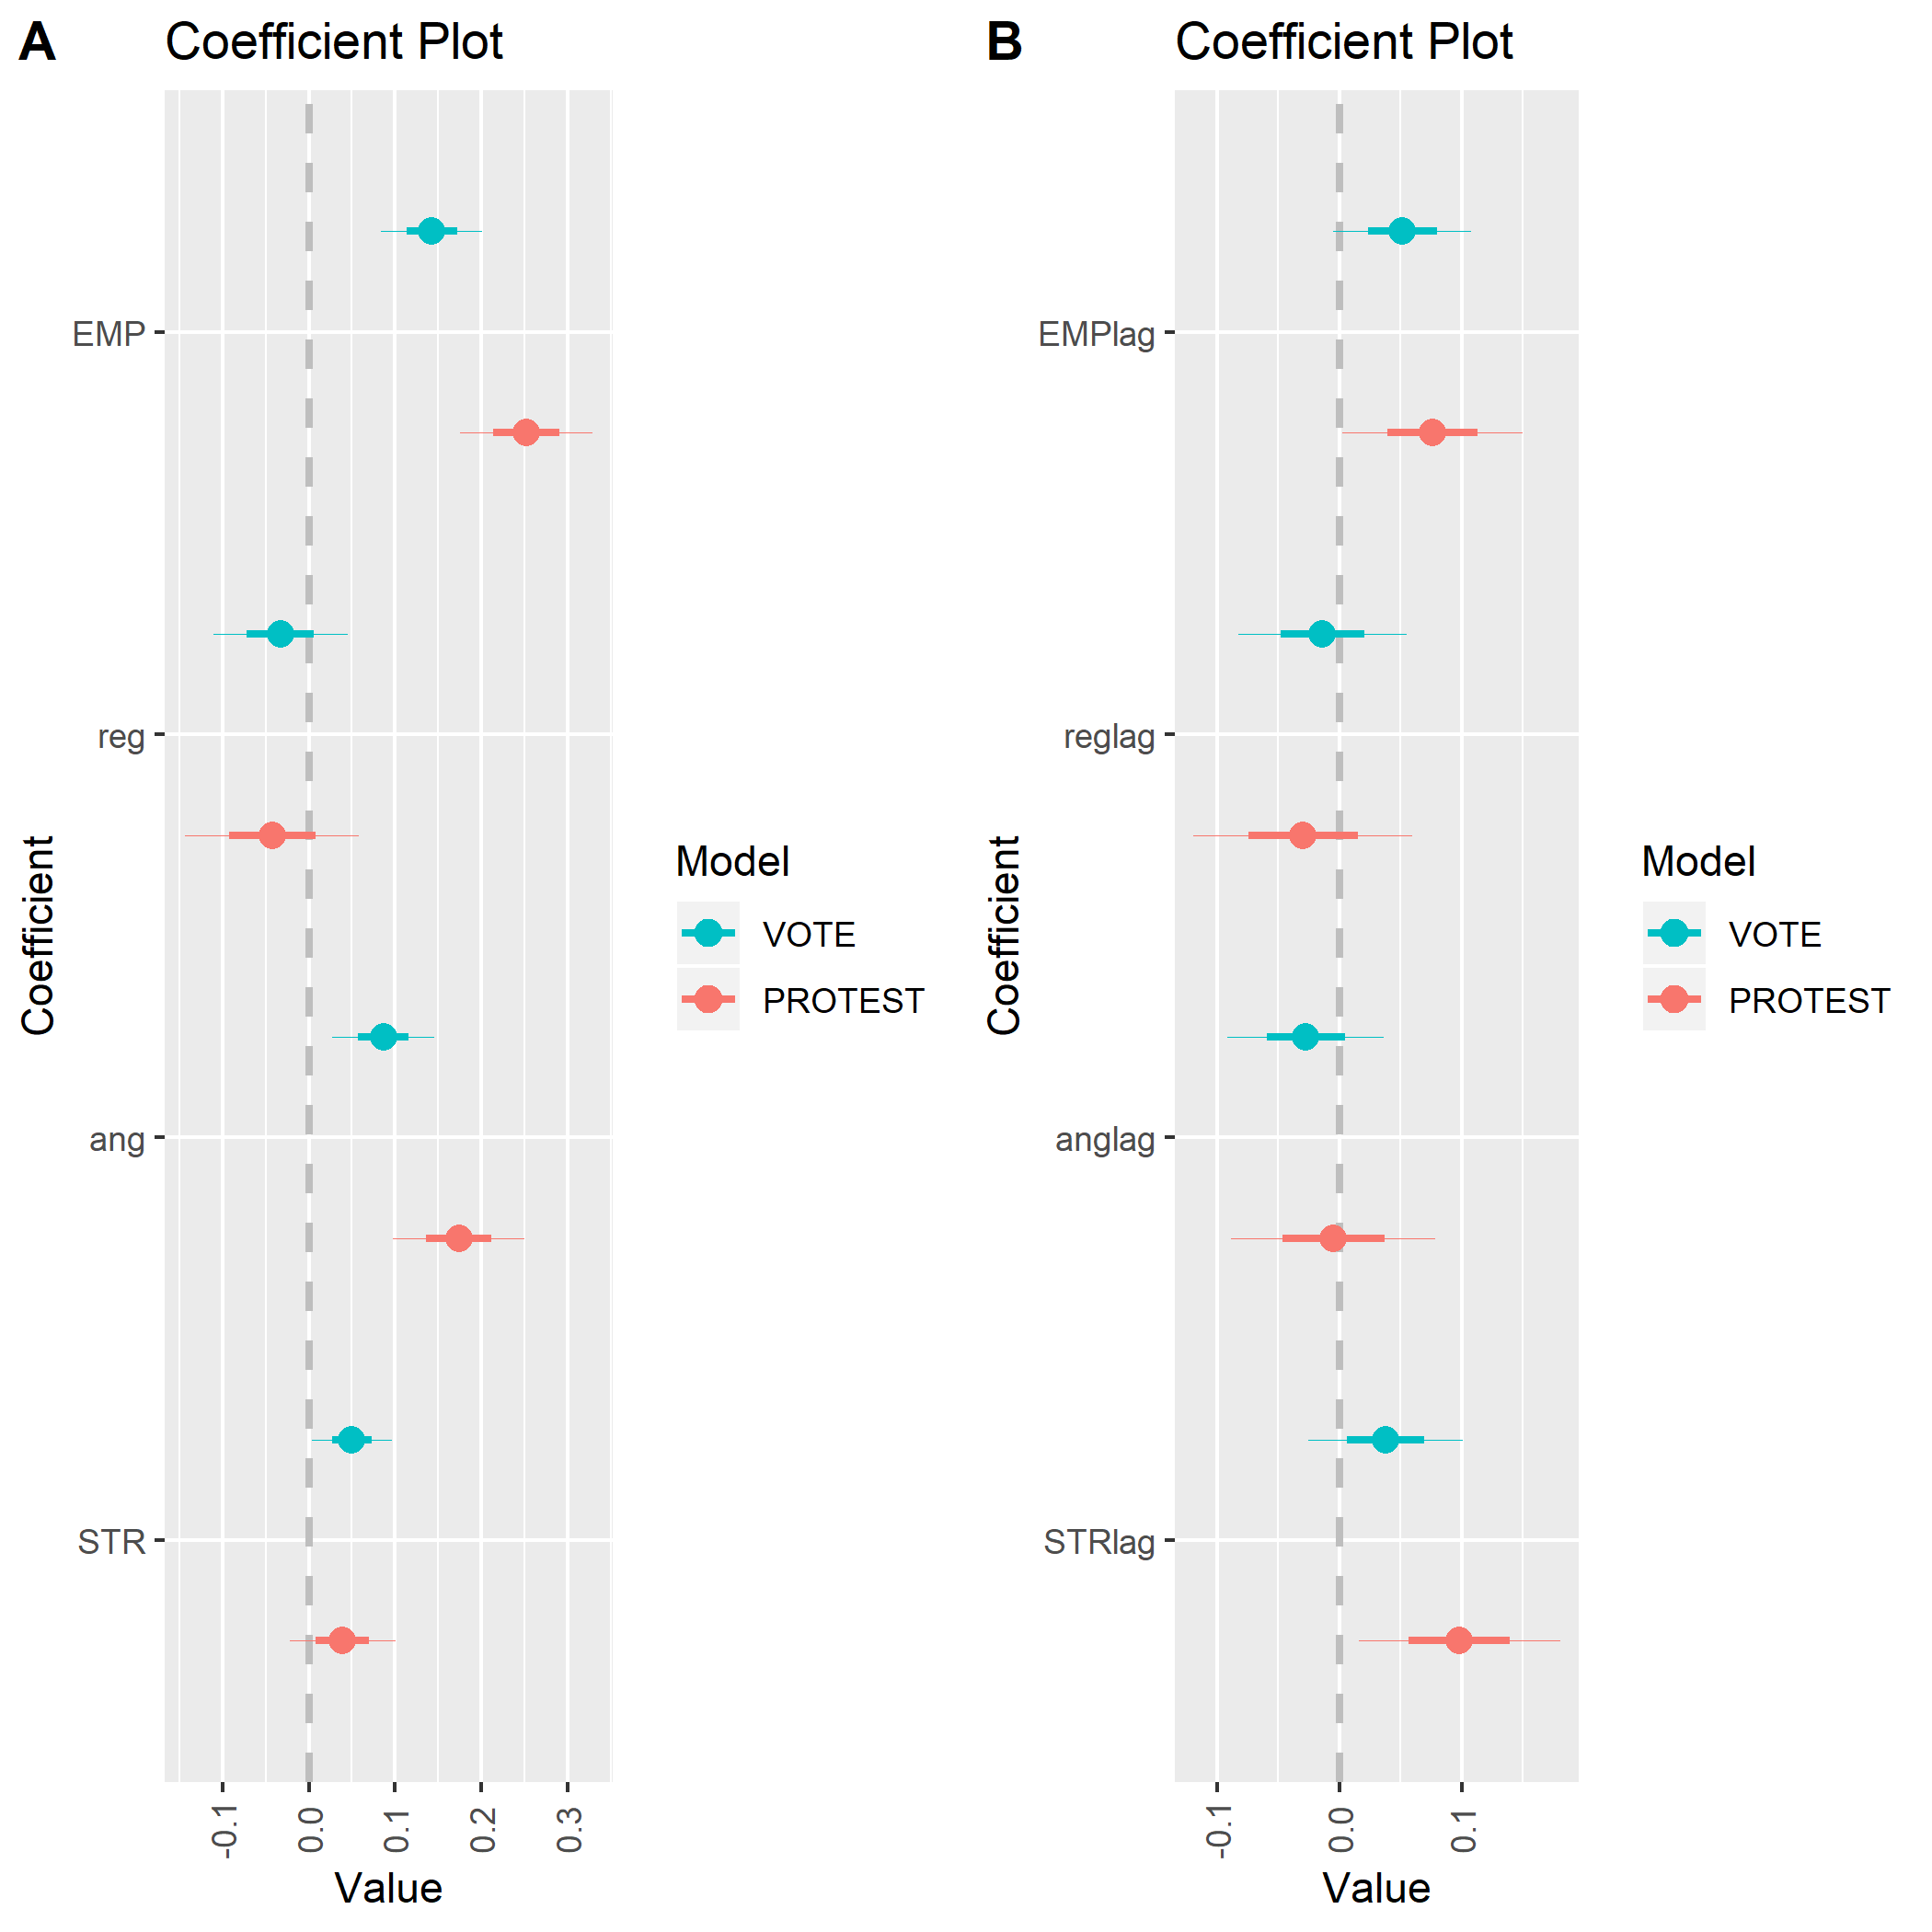 A
Coefficient Plot
EMP
reg
ang
STR
Coefficient
-0.1
0.0
0.1
0.2
0.3
Value
Model
VOTE
PROTEST
B
Coefficient Plot
EMPlag
reglag
anglag
STRlag
Coefficient
-0.1
0.0
0.1
Value
Model
VOTE
PROTEST